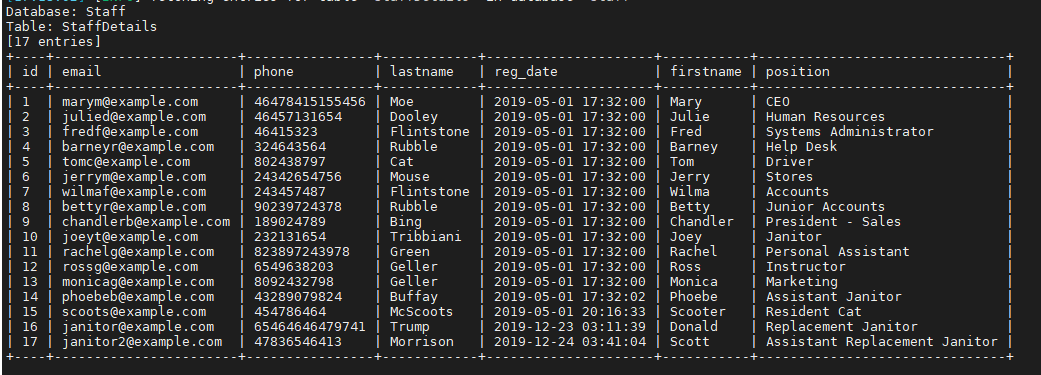 Database: Staff
Table: StaffDetails
[17 entries]
+----+-----------------------+----------------+------------+---------------------+-----------+-------------------------------+
| id | email                 | phone          | lastname   | reg_date            | firstname | position                      |
+----+-----------------------+----------------+------------+---------------------+-----------+-------------------------------+
| 1  | marym@example.com     | 46478415155456 | Moe        | 2019-05-01 17:32:00 | Mary      | CEO                           |
| 2  | julied@example.com    | 46457131654    | Dooley     | 2019-05-01 17:32:00 | Julie     | Human Resources               |
| 3  | fredf@example.com     | 46415323       | Flintstone | 2019-05-01 17:32:00 | Fred      | Systems Administrator         |
| 4  | barneyr@example.com   | 324643564      | Rubble     | 2019-05-01 17:32:00 | Barney    | Help Desk                     |
| 5  | tomc@example.com      | 802438797      | Cat        | 2019-05-01 17:32:00 | Tom       | Driver                        |
| 6  | jerrym@example.com    | 24342654756    | Mouse      | 2019-05-01 17:32:00 | Jerry     | Stores                        |
| 7  | wilmaf@example.com    | 243457487      | Flintstone | 2019-05-01 17:32:00 | Wilma     | Accounts                      |
| 8  | bettyr@example.com    | 90239724378    | Rubble     | 2019-05-01 17:32:00 | Betty     | Junior Accounts               |
| 9  | chandlerb@example.com | 189024789      | Bing       | 2019-05-01 17:32:00 | Chandler  | President - Sales             |
| 10 | joeyt@example.com     | 232131654      | Tribbiani  | 2019-05-01 17:32:00 | Joey      | Janitor                       |
| 11 | rachelg@example.com   | 823897243978   | Green      | 2019-05-01 17:32:00 | Rachel    | Personal Assistant            |
| 12 | rossg@example.com     | 6549638203     | Geller     | 2019-05-01 17:32:00 | Ross      | Instructor                    |
| 13 | monicag@example.com   | 8092432798     | Geller     | 2019-05-01 17:32:00 | Monica    | Marketing                     |
| 14 | phoebeb@example.com   | 43289079824    | Buffay     | 2019-05-01 17:32:02 | Phoebe    | Assistant Janitor             |
| 15 | scoots@example.com    | 454786464      | McScoots   | 2019-05-01 20:16:33 | Scooter   | Resident Cat                  |
| 16 | janitor@example.com   | 65464646479741 | Trump      | 2019-12-23 03:11:39 | Donald    | Replacement Janitor           |
| 17 | janitor2@example.com  | 47836546413    | Morrison   | 2019-12-24 03:41:04 | Scott     | Assistant Replacement Janitor |
+----+-----------------------+----------------+------------+---------------------+-----------+-------------------------------+